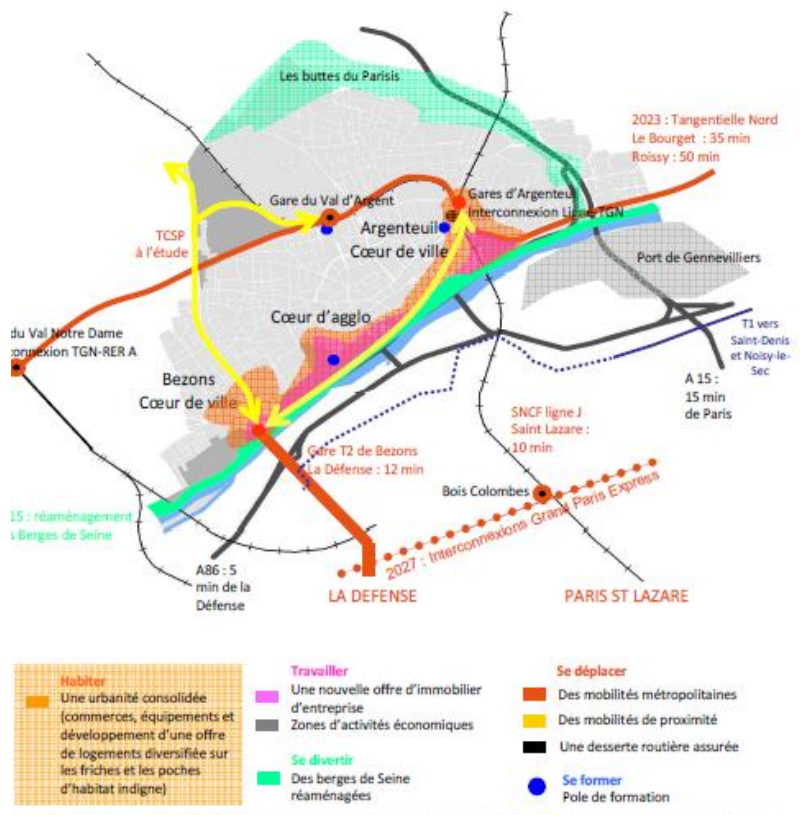 Les buttes du Parisis
2023 : Tangentielle Nord
Le Bourget : 35 min
Roissy : 50 min
Gare du Val d'Argent
Gares d'Argenteuil
Interconnexion Ligne TGN
TCSP
à l'étude
Argenteuil
Cœur de ville
Port de Gennevilliers
Cœur d'agglo
du Val Notre Dame
connexion TGN-RER A
T1 vers
Saint-Denis
et Noisy-le-
Sec
Bezons
Cœur de ville
A 15 :
15 min
de Paris
SNCF ligne J
Saint Lazare :
10 min
Gare T2 de Bezons
La Défense : 12 min
Bois Colombes
15 : réaménagement
s Berges de Seine
2027 : Interconnexions Grand Paris Express
A86 : 5
min de la
Défense
LA DEFENSE
PARIS ST LAZARE
Habiter
Une urbanité consolidée
(commerces, équipements et
développement d'une offre
de logements diversifiée sur
les friches et les poches
d'habitat indigne)
Travailler
Une nouvelle offre d'immobilier
d'entreprise
Zones d'activités économiques
Se divertir
Des berges de Seine
réaménagées
Se déplacer
Des mobilités métropolitaines
Des mobilités de proximité
Une desserte routière assurée
Se former
Pole de formation